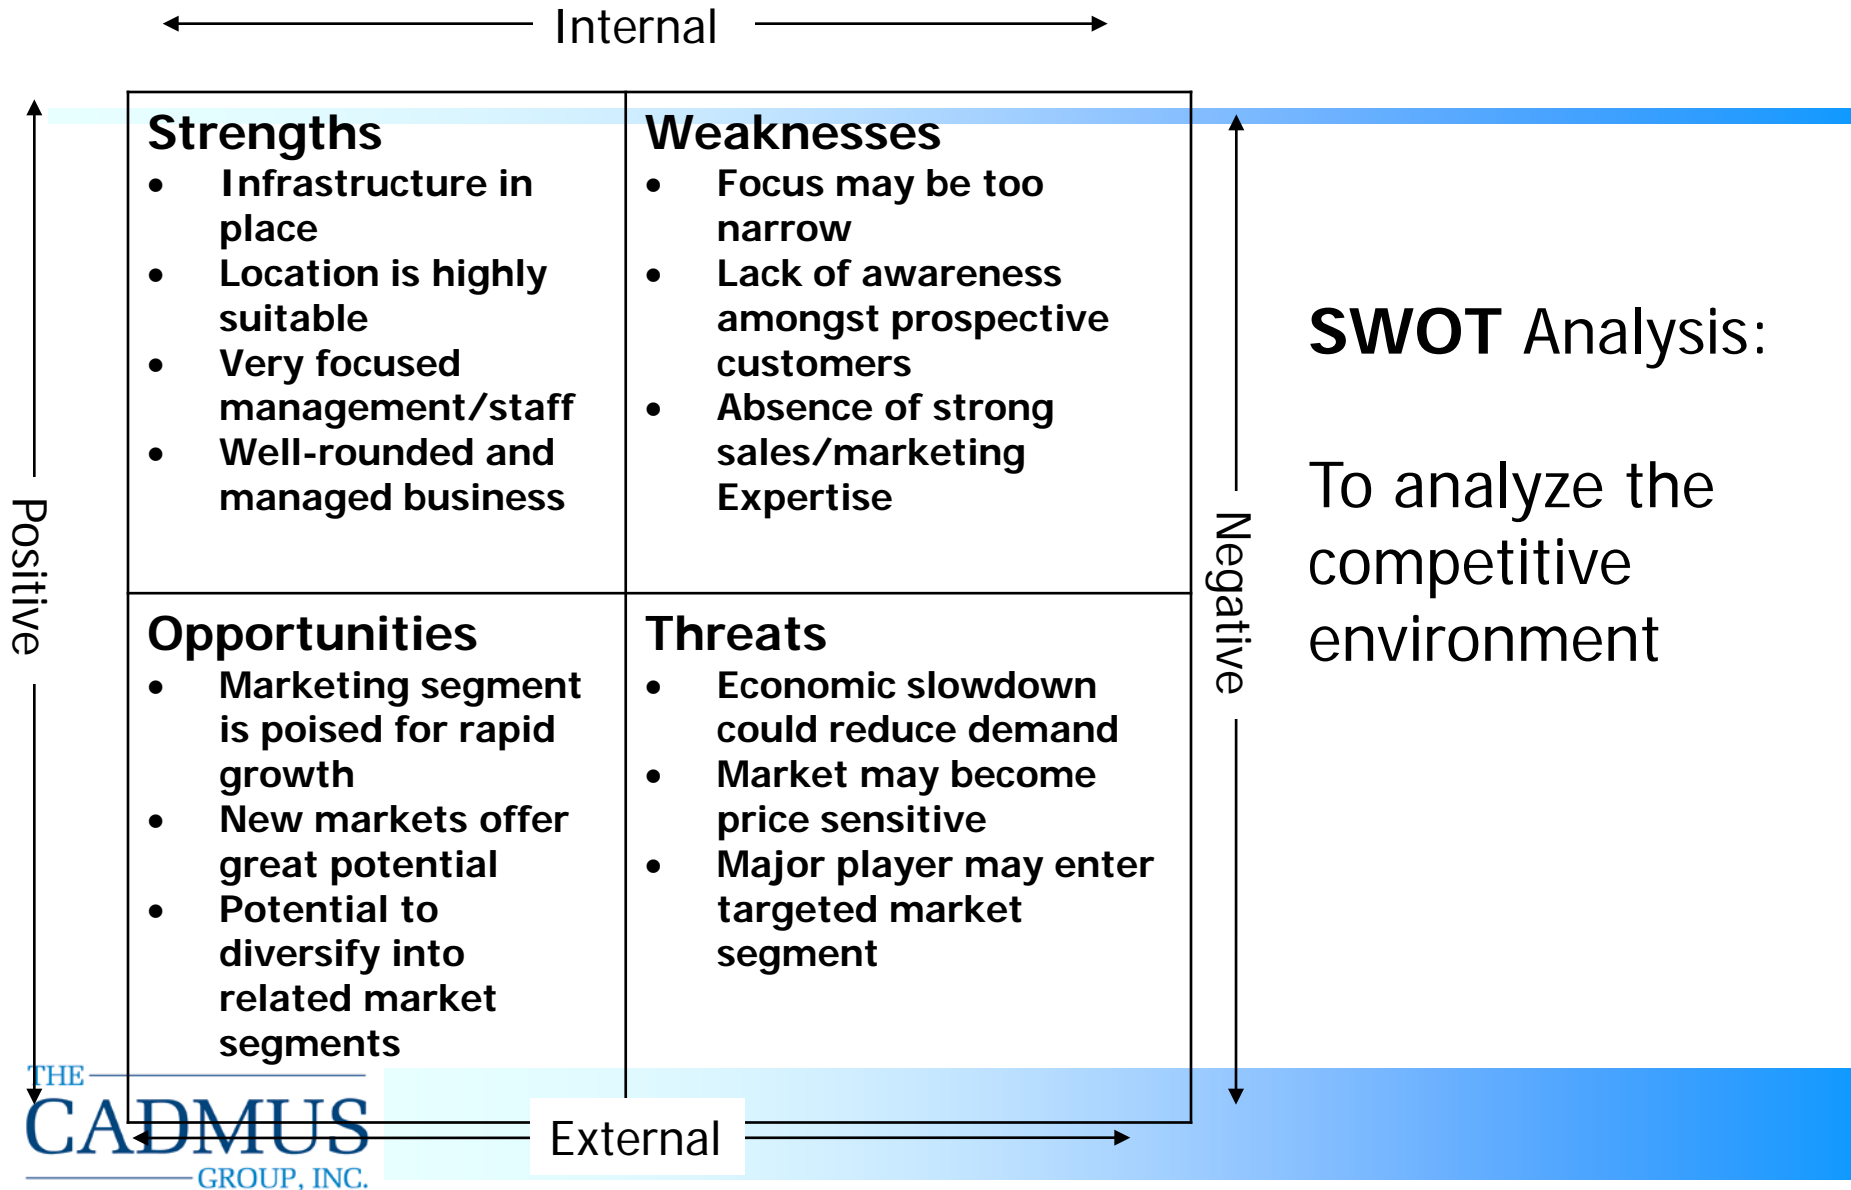 Internal
Strengths
• Infrastructure in
place
• Location is highly
suitable
• Very focused
management/staff
• Well-rounded and
managed business
Weaknesses
• Focus may be too
narrow
• Lack of awareness
amongst prospective
customers
• Absence of strong
sales/marketing
Expertise
Positive
Negative
Opportunities
• Marketing segment
is poised for rapid
growth
• New markets offer
great potential
• Potential to
diversify into
related market
segments
Threats
• Economic slowdown
could reduce demand
• Market may become
price sensitive
• Major player may enter
targeted market
segment
External
SWOT Analysis:
To analyze the
competitive
environment
THE
CADMUS
GROUP, INC.